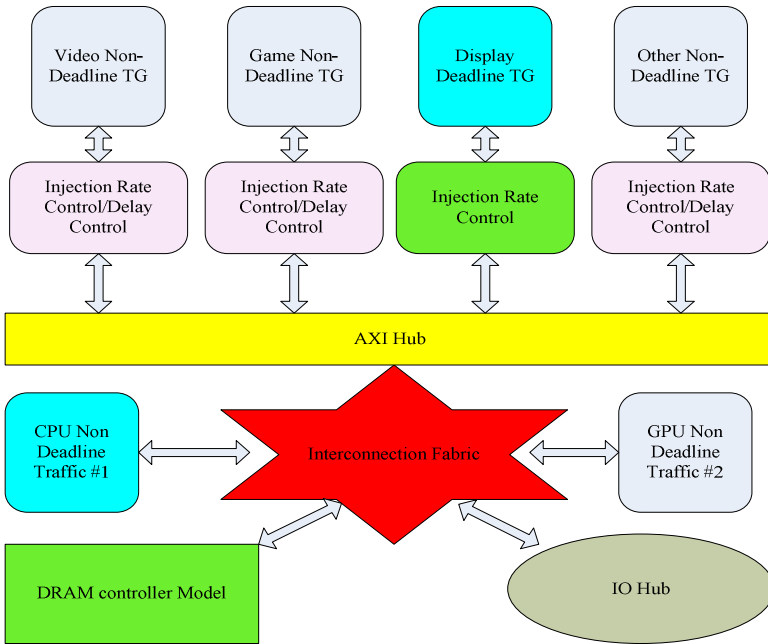 Video Non-
Deadline TG
Game Non-
Deadline TG
Display
Deadline TG
Other Non-
Deadline TG
Injection Rate
Control/Delay
Control
Injection Rate
Control/Delay
Control
Injection Rate
Control
Injection Rate
Control/Delay
Control
AXI Hub
CPU Non
Deadline
Traffic #1
Interconnection Fabric
GPU Non
Deadline
Traffic #2
DRAM controller Model
IO Hub